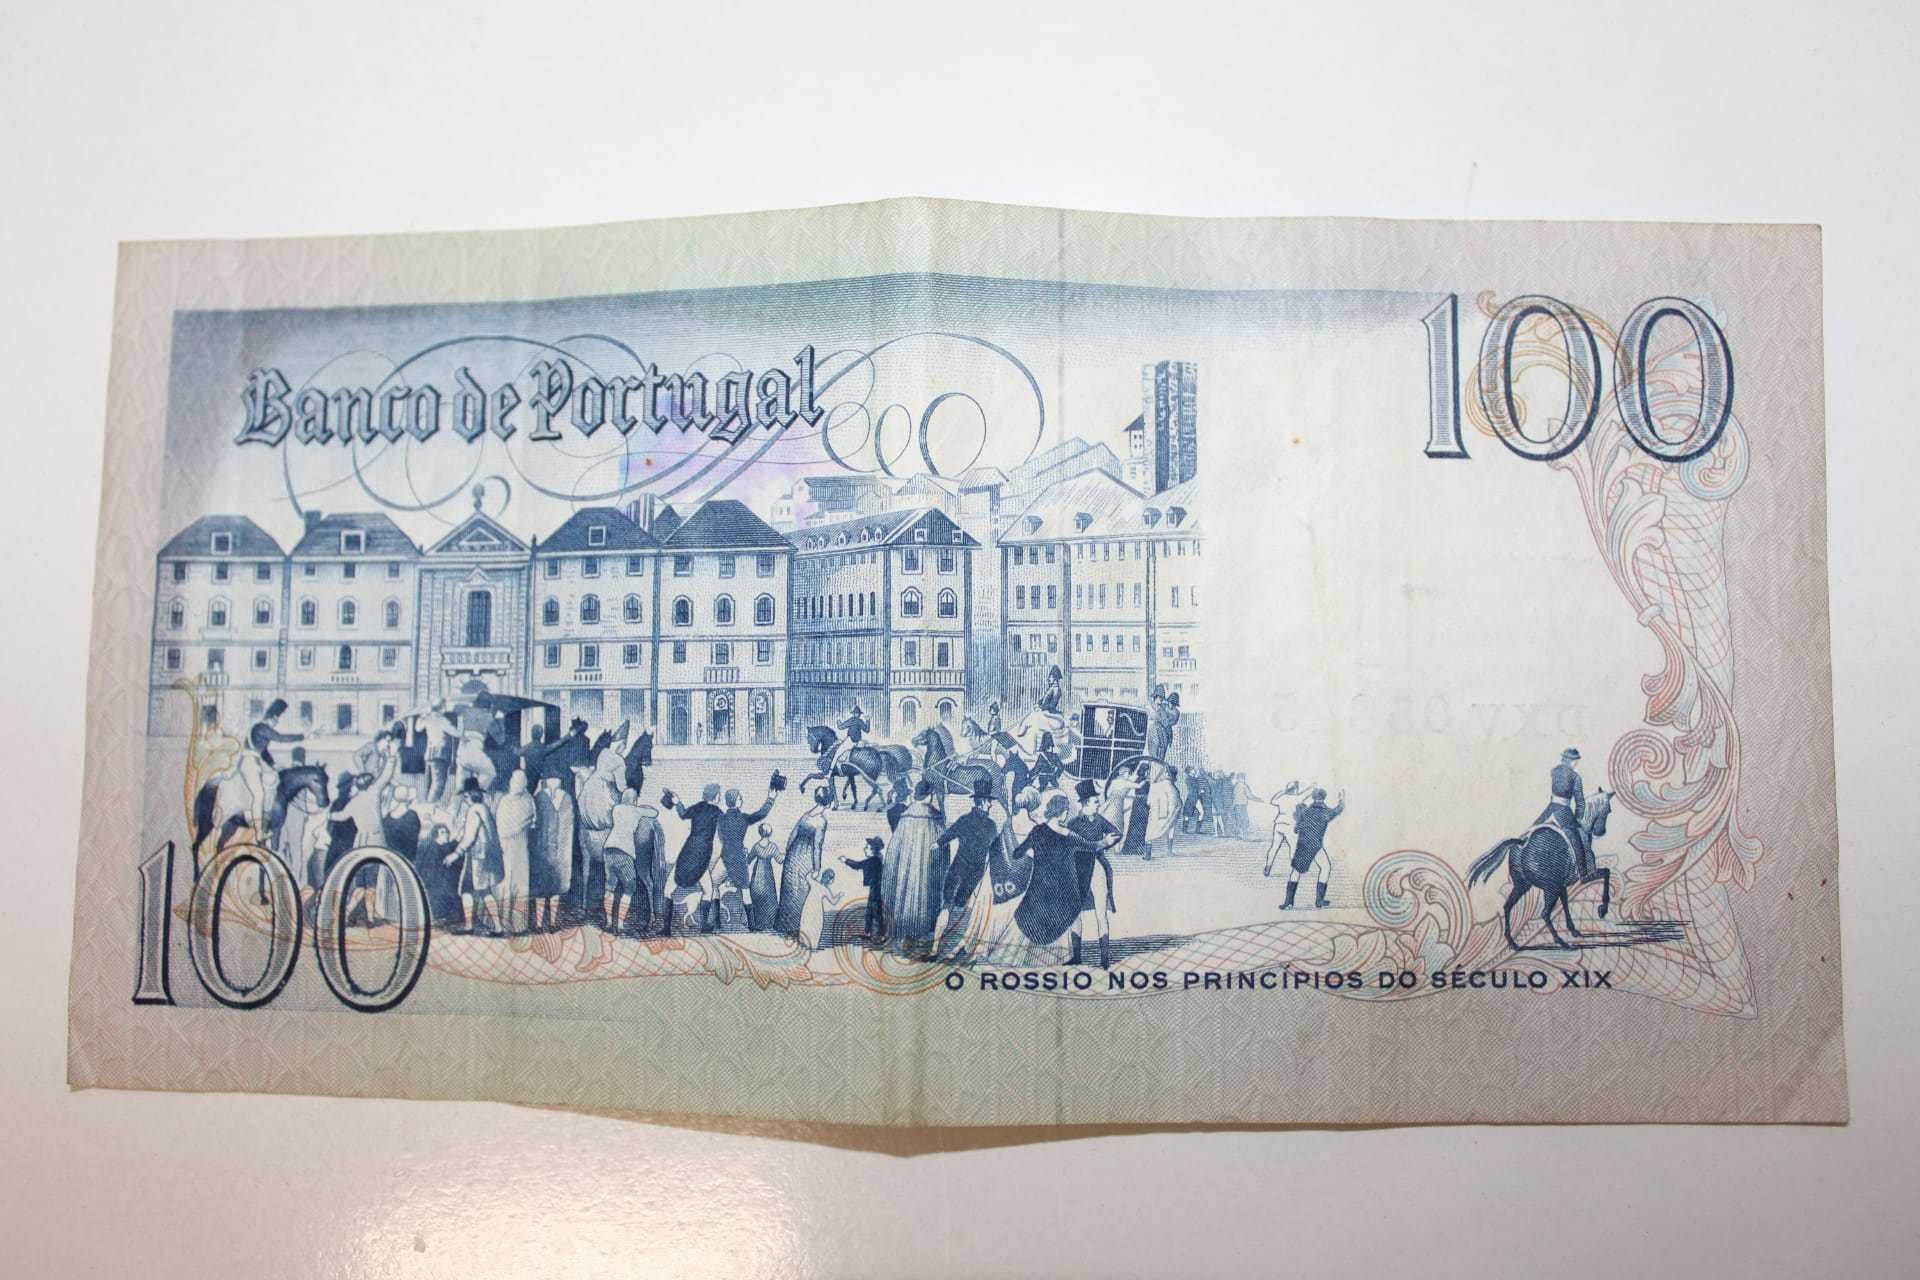 Banco de Portugal
100
100
O ROSSIO NOS PRINCÍPIOS DO SÉCULO XIX